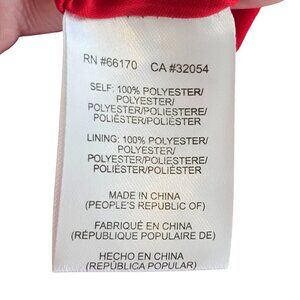 RN #66170 CA #32054
SELF: 100% POLYESTER/
POLYESTER/
POLYESTER/POLIESTERE/
POLIÉSTER/POLIÉSTER
LINING: 100% POLYESTER/
POLYESTER/
POLYESTER/POLIESTERE/
POLIÉSTER/POLIÉSTER
MADE IN CHINA
(PEOPLE'S REPUBLIC OF)
FABRIQUÉ EN CHINA
(RÉPUBLIQUE POPULAIRE DE)
HECHO EN CHINA
(REPÚBLICA POPULAR)